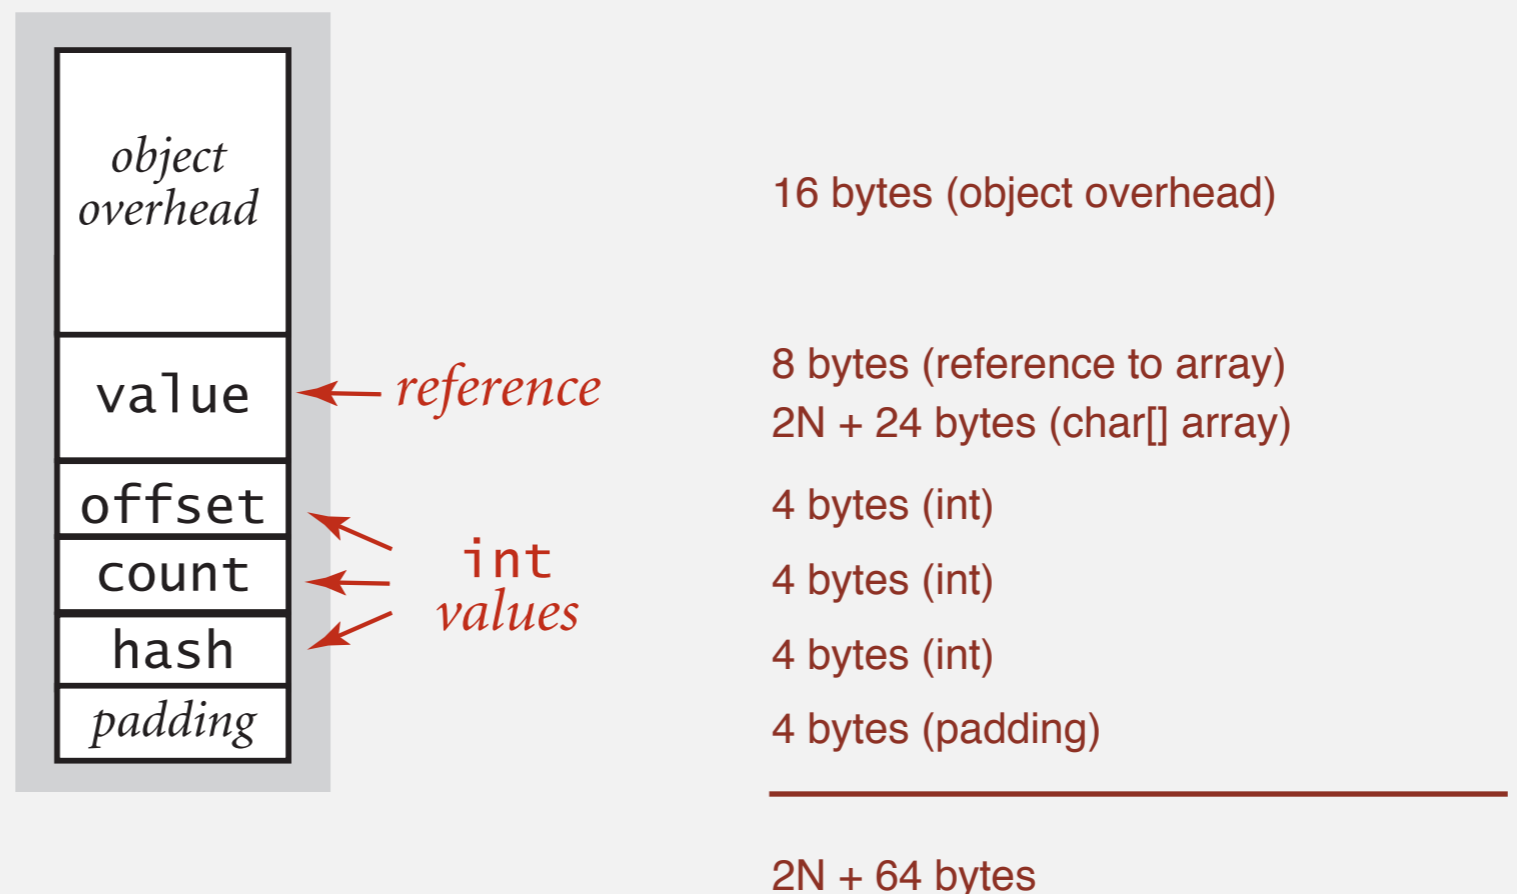 object
overhead
16 bytes (object overhead)
value
reference
8 bytes (reference to array)
2N + 24 bytes (char[] array)
offset
4 bytes (int)
int
values
count
4 bytes (int)
hash
4 bytes (int)
padding
4 bytes (padding)
2N + 64 bytes